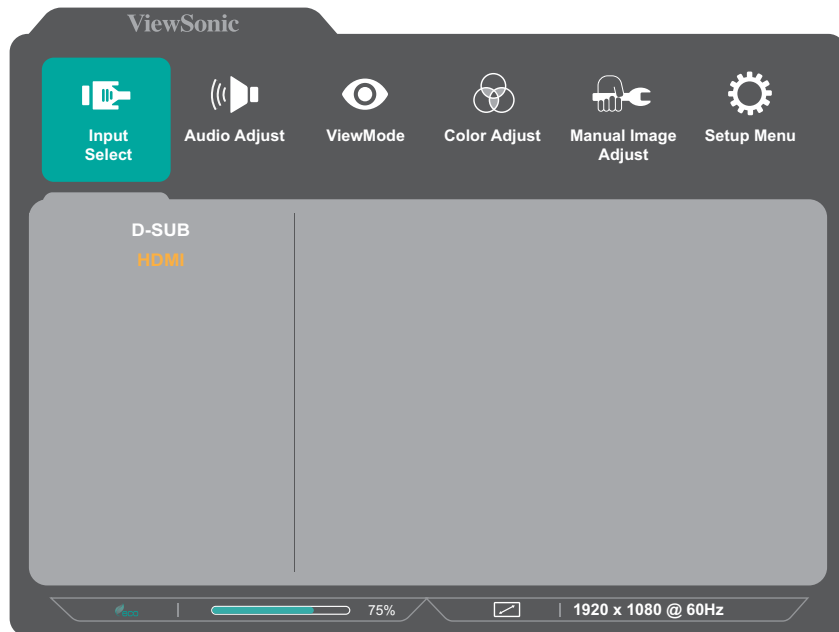 ViewSonic
Input Select
Audio Adjust
ViewMode
Color Adjust
Manual Image Adjust
Setup Menu
D-SUB
HDMI
eco
75%
1920 x 1080 @ 60Hz